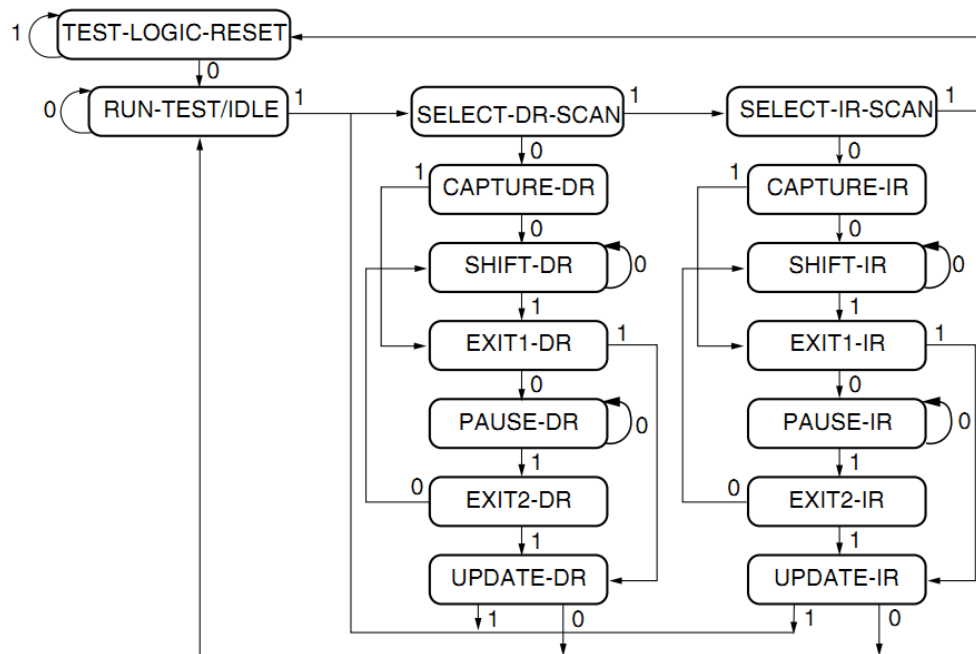 1 TEST-LOGIC-RESET
0
0 RUN-TEST/IDLE 1
SELECT-DR-SCAN 1
SELECT-IR-SCAN 1
0 0
1 CAPTURE-DR
1 CAPTURE-IR
0 0
SHIFT-DR 0
SHIFT-IR 0
1 1
EXIT1-DR 1
EXIT1-IR 1
0 0
PAUSE-DR 0
PAUSE-IR 0
1 1
0 EXIT2-DR
0 EXIT2-IR
1 1
UPDATE-DR
UPDATE-IR
1 0
1 0